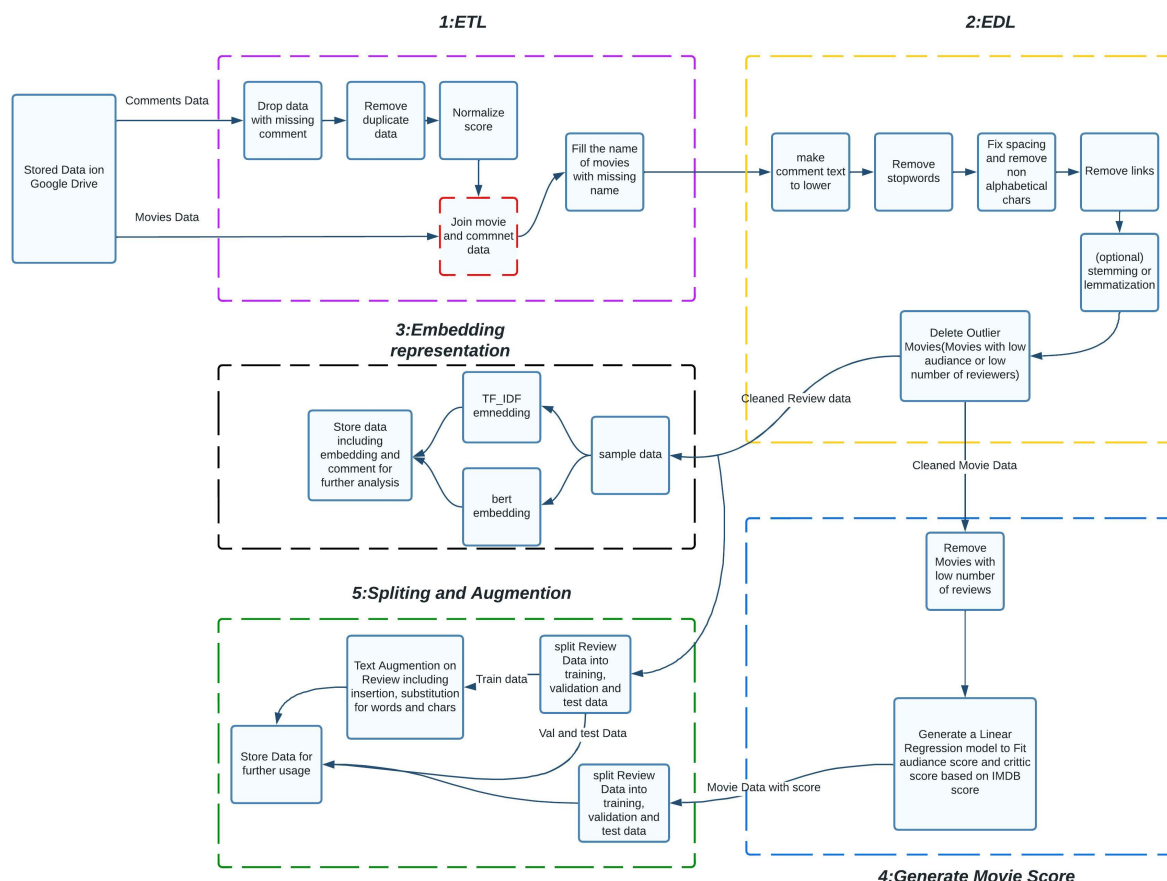 1:ETL
2:EDL
Stored Data ion
Google Drive
Comments Data
Movies Data
Drop data
with missing
comment
Remove
duplicate
data
Normalize
score
Join movie
and commnet
data
Fill the name
of movies
with missing
name
make
comment text
to lower
Remove
stopwords
Fix spacing
and remove
non
alphabetical
chars
Remove links
(optional)
stemming or
lemmatization
Delete Outlier
Movies(Movies with low
audiance or low
number of reviewers)
Cleaned Review data
Cleaned Movie Data
3:Embedding
representation
sample data
TF_IDF
emnedding
bert
embedding
Store data
including
embedding and
comment for
further analysis
Remove
Movies with
low number
of reviews
Generate a Linear
Regression model to Fit
audiance score and crittic
score based on IMDB
score
4:Generate Movie Score
Movie Data with score
5:Spliting and Augmention
split Review
Data into
training,
validation and
test data
Train data
Text Augmention on
Review including
insertion, substitution
for words and chars
Val and test Data
Store Data for
further usage
split Review
Data into
training,
validation and
test data